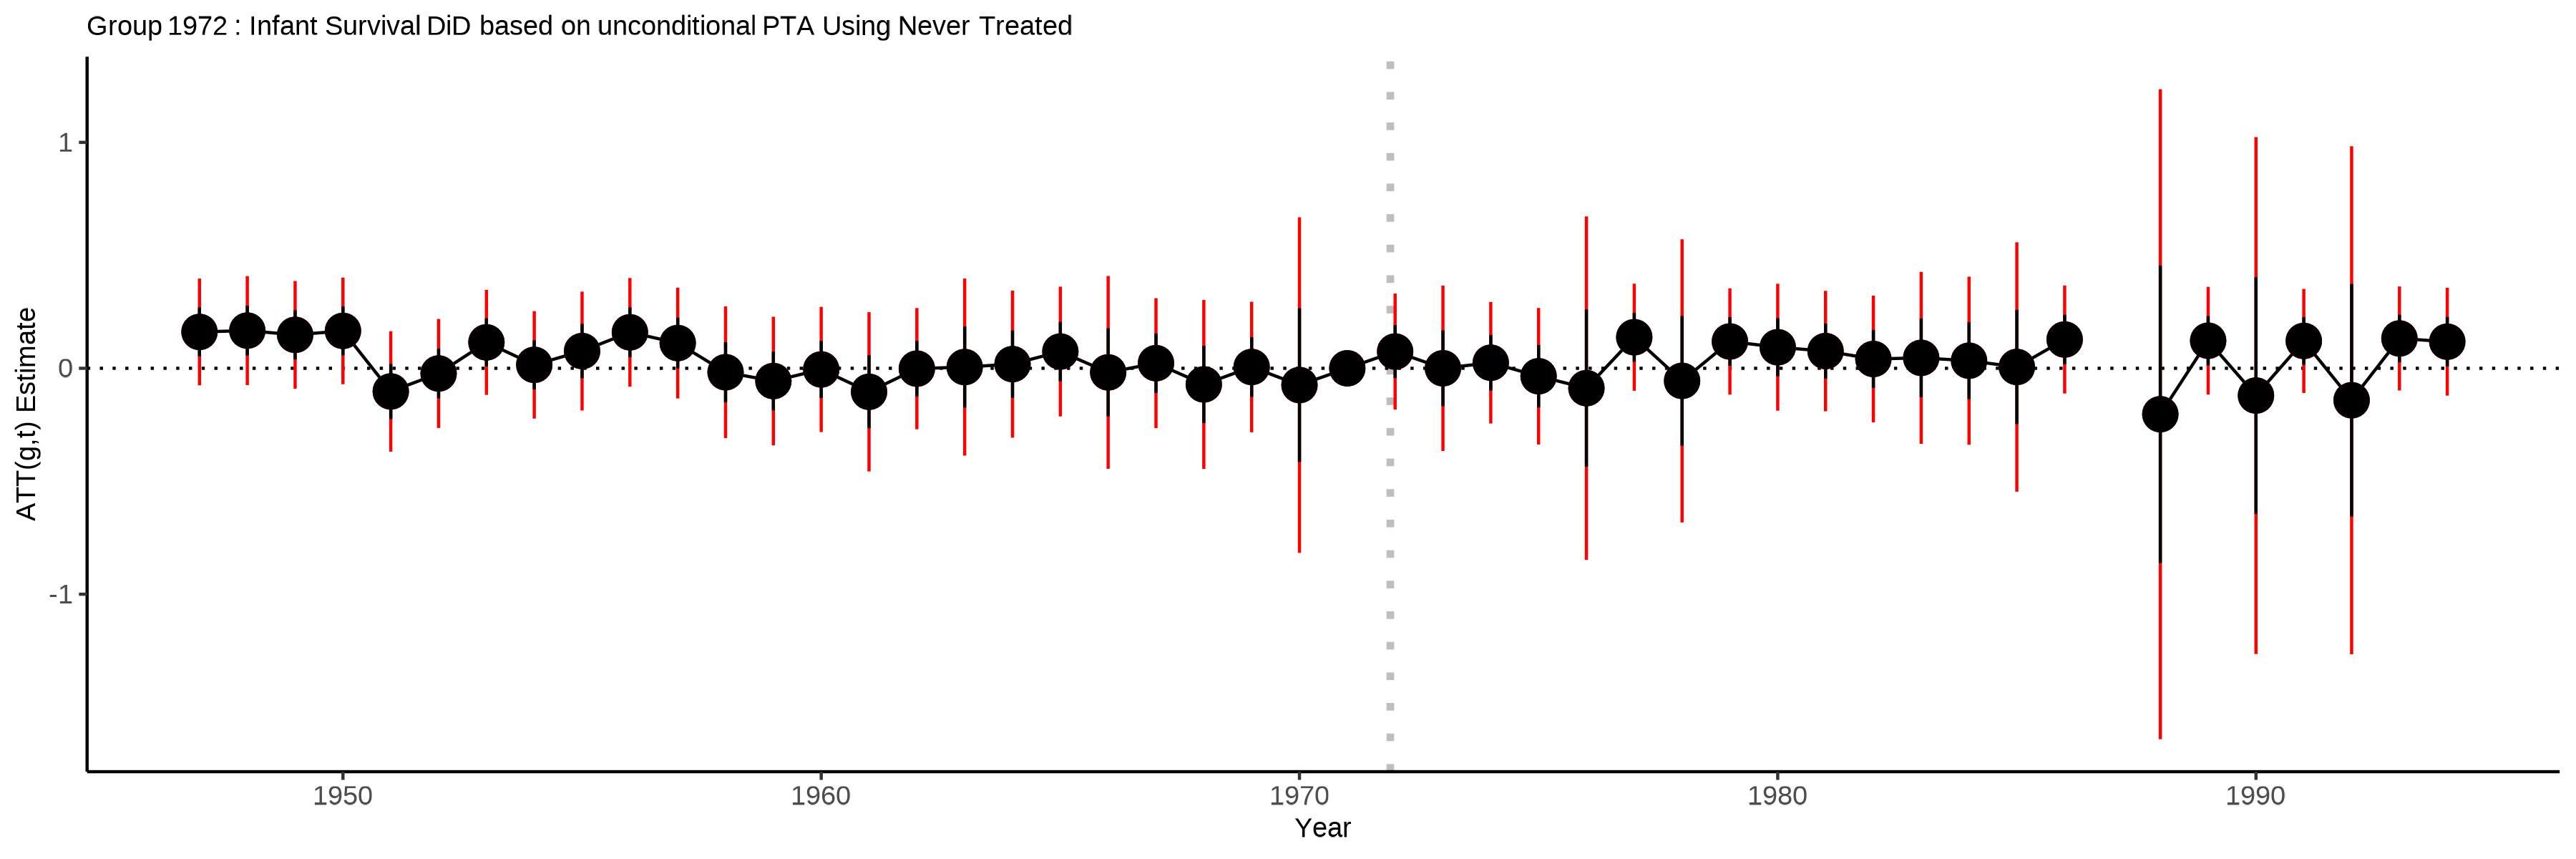 Group 1972 : Infant Survival DiD based on unconditional PTA Using Never Treated
ATT(g,t) Estimate
1
0
-1
1950 1960 1970 1980 1990
Year